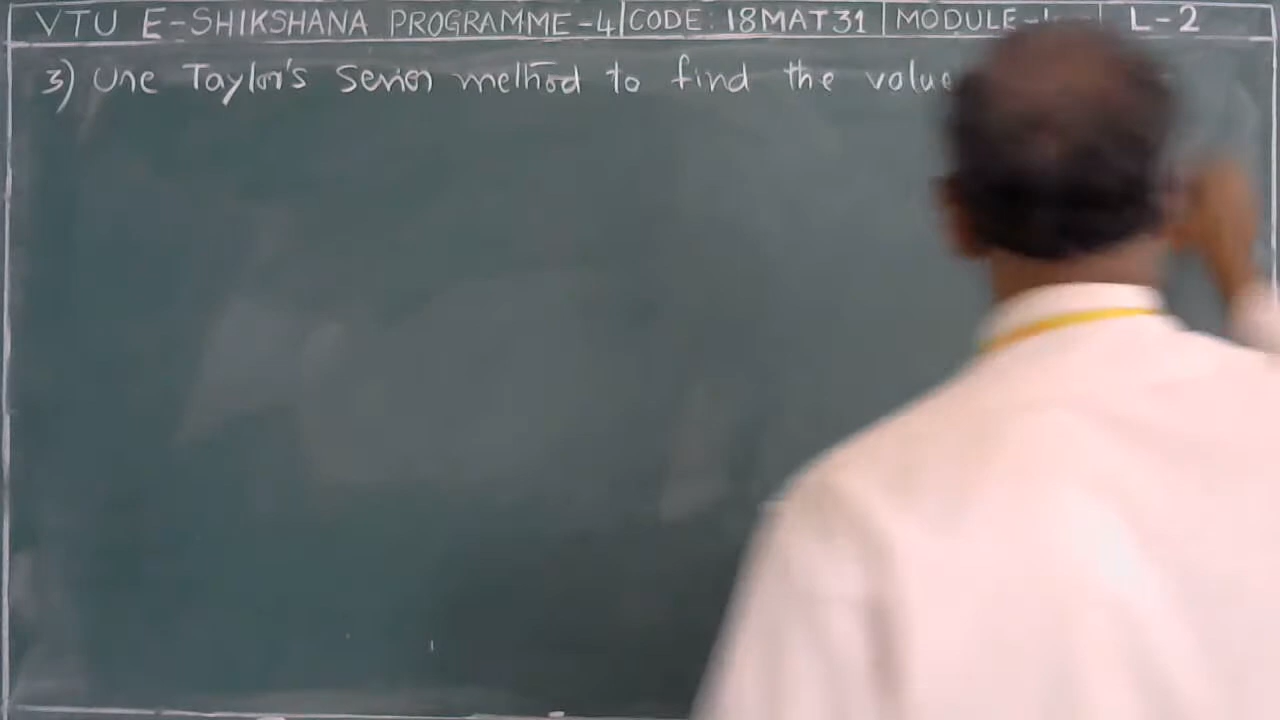 VTU E-SHIKSHANA PROGRAMME-4 CODE: 18MAT31 MODULE- L-2
3) Use Taylor's Series method to find the value